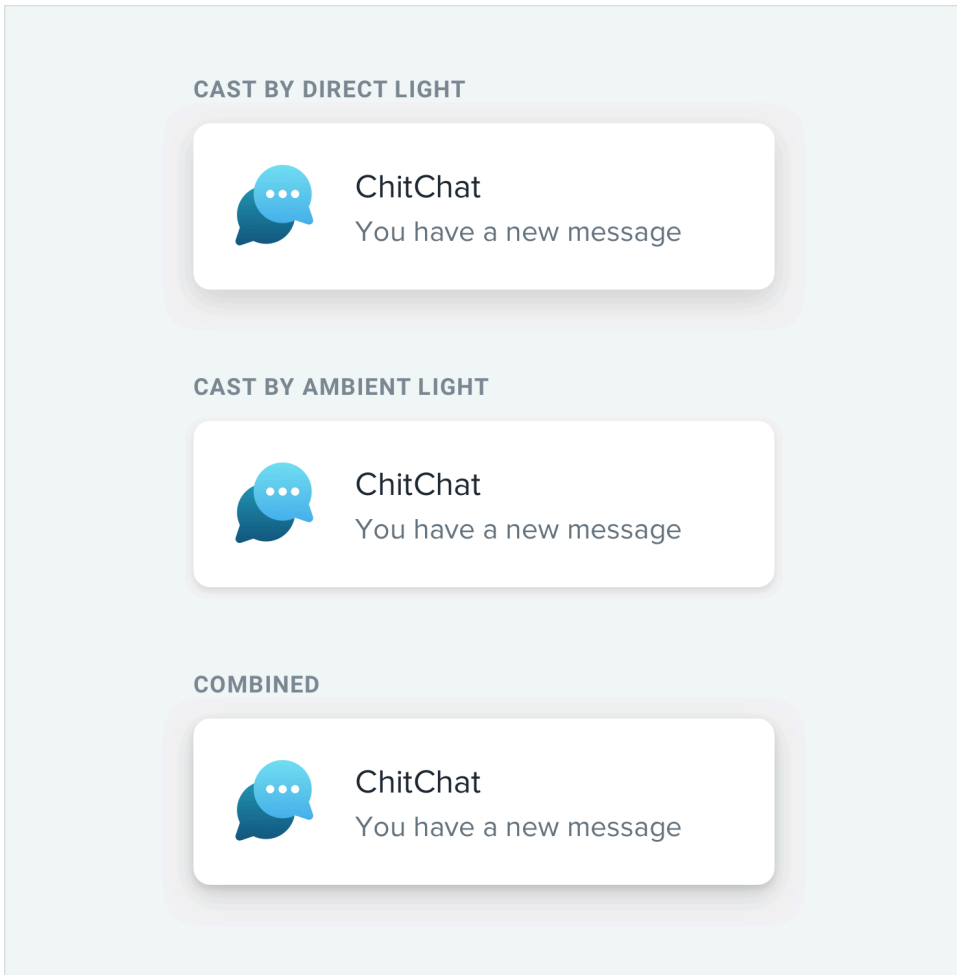 CAST BY DIRECT LIGHT
ChitChat
You have a new message
CAST BY AMBIENT LIGHT
ChitChat
You have a new message
COMBINED
ChitChat
You have a new message